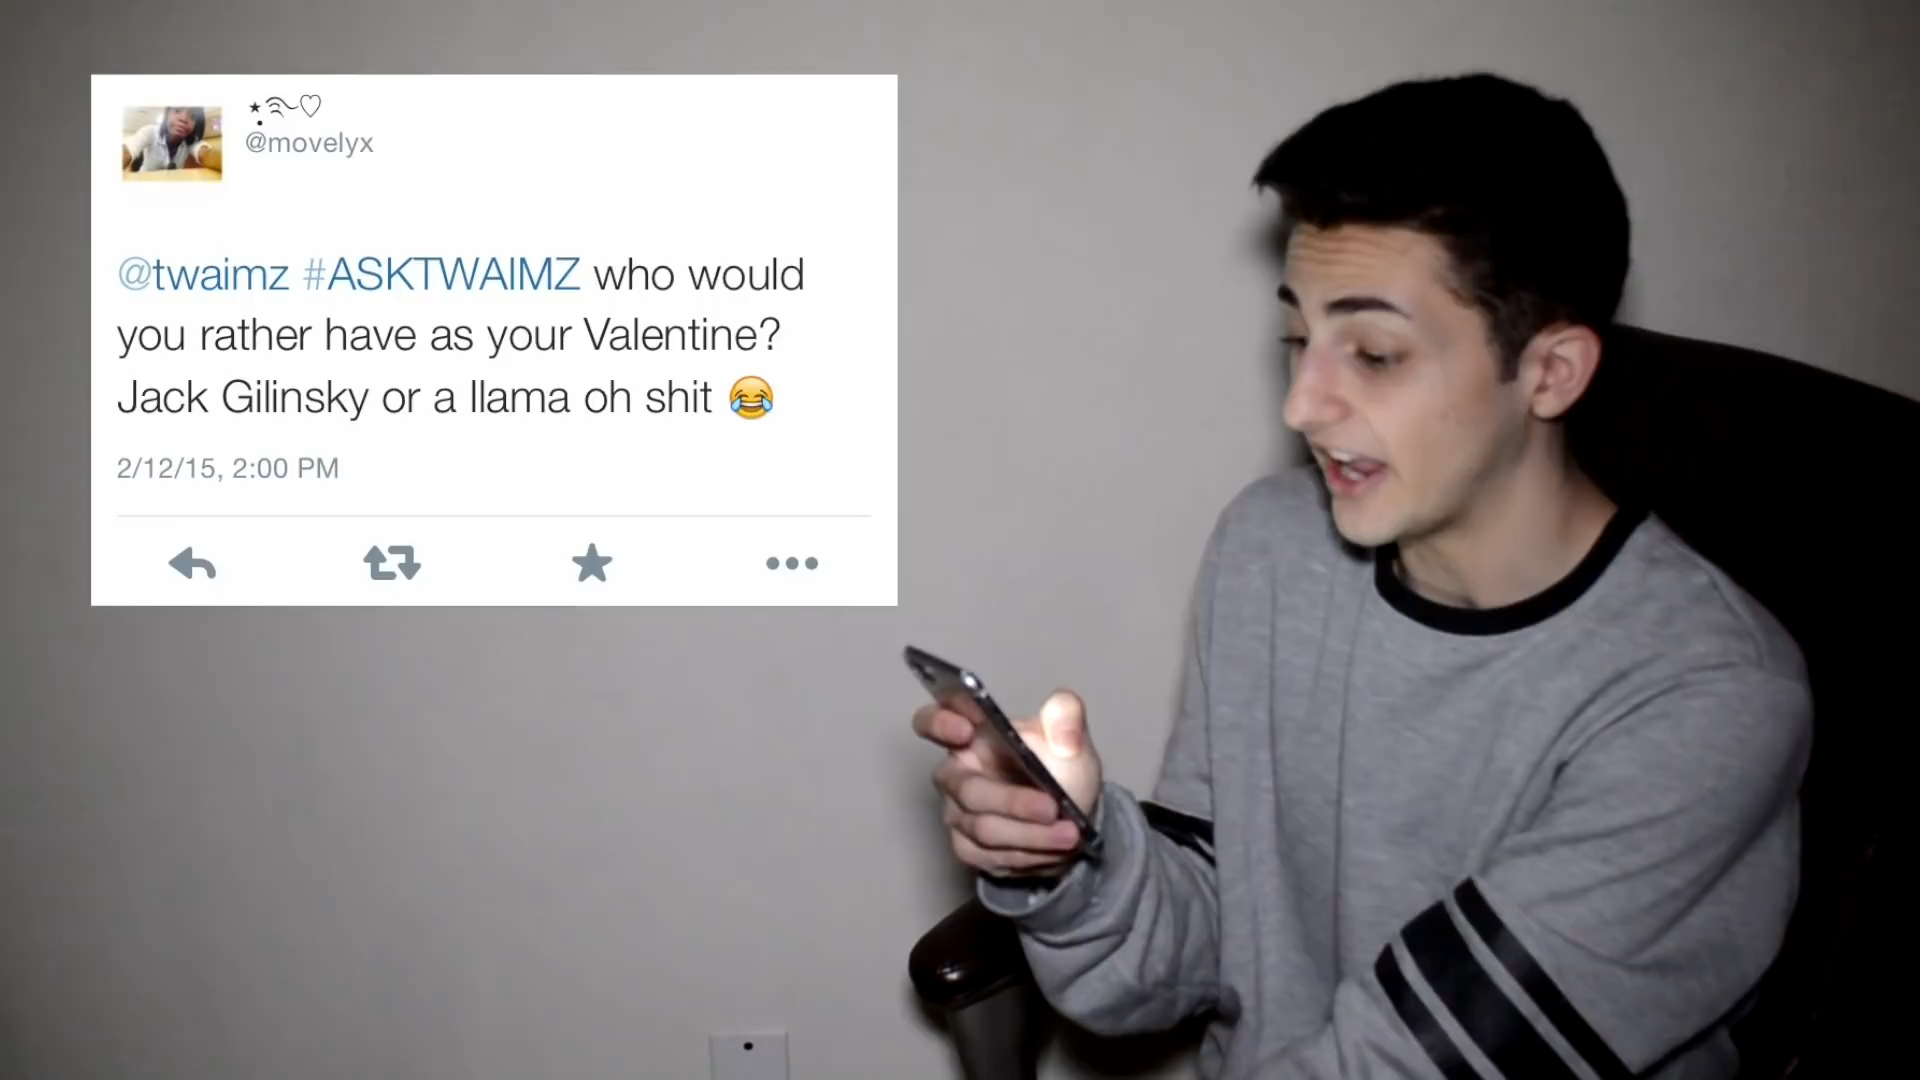 @movelyx
@twaimz #ASKTWAIMZ who would
you rather have as your Valentine?
Jack Gilinsky or a llama oh shit 😂
2/12/15, 2:00 PM